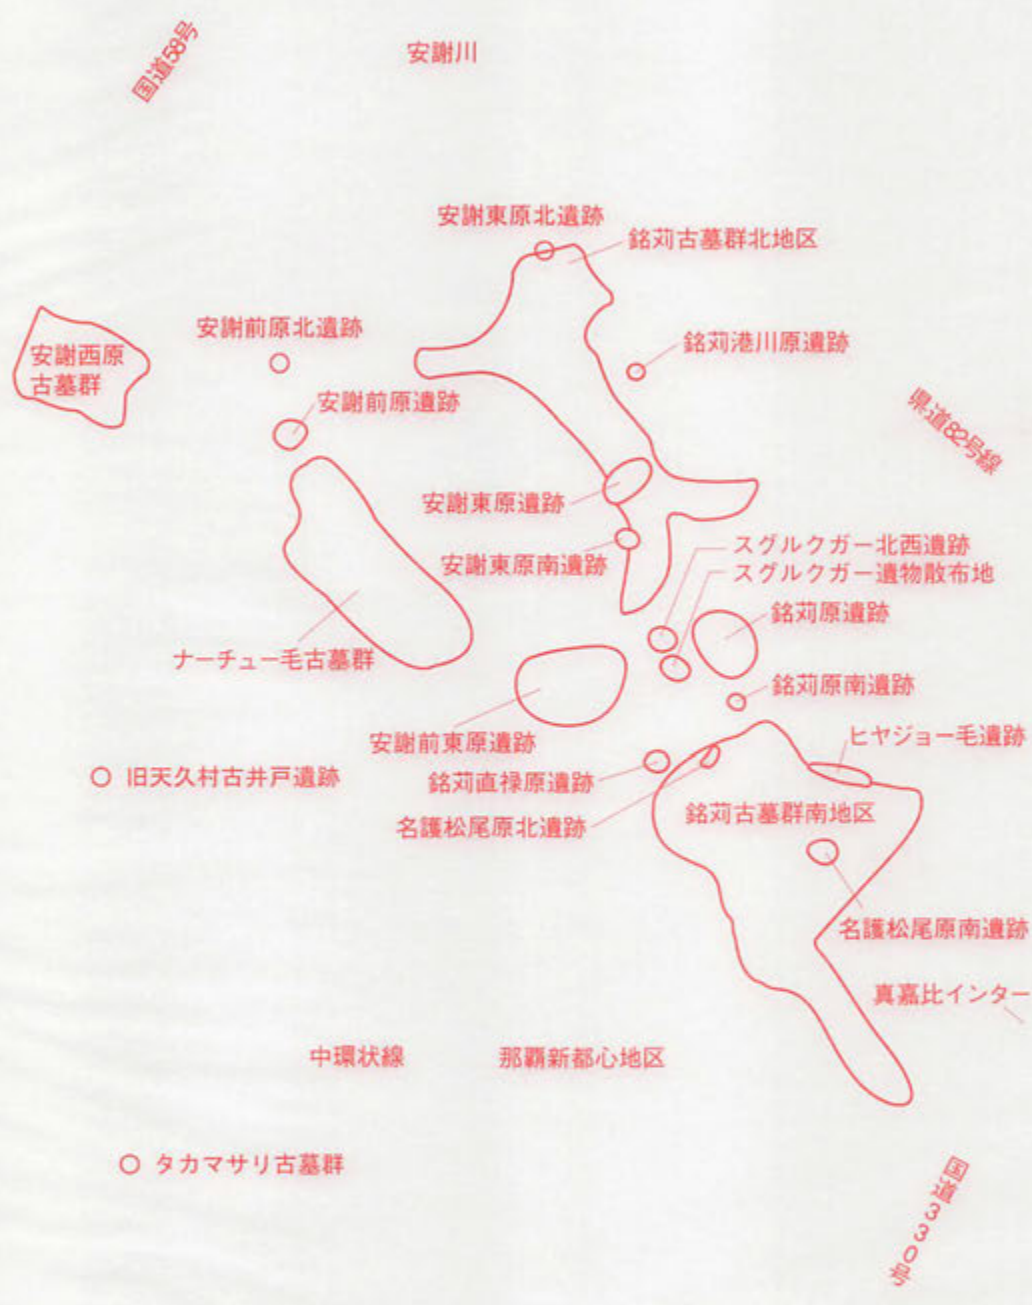 国道58号
安謝川
安謝東原北遺跡
銘苅古墓群北地区
安謝前原北遺跡
銘苅港川原遺跡
安謝西原
古墓群
安謝前原遺跡
県道82号線
安謝東原遺跡
スグルクガー北西遺跡
安謝東原南遺跡
スグルクガー遺物散布地
銘苅原遺跡
ナーチュー毛古墓群
銘苅原南遺跡
安謝前東原遺跡
ヒヤジョー毛遺跡
旧天久村古井戸遺跡
銘苅直禄原遺跡
銘苅古墓群南地区
名護松尾原北遺跡
名護松尾原南遺跡
真嘉比インター
中環状線
那覇新都心地区
タカマサリ古墓群
国道330号